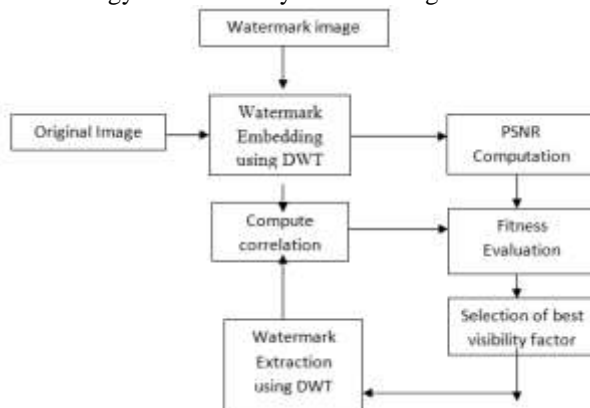 Watermark image
Original Image
Watermark
Embedding
using DWT
PSNR
Computation
Compute
correlation
Fitness
Evaluation
Selection of best
visibility factor
Watermark
Extraction
using DWT